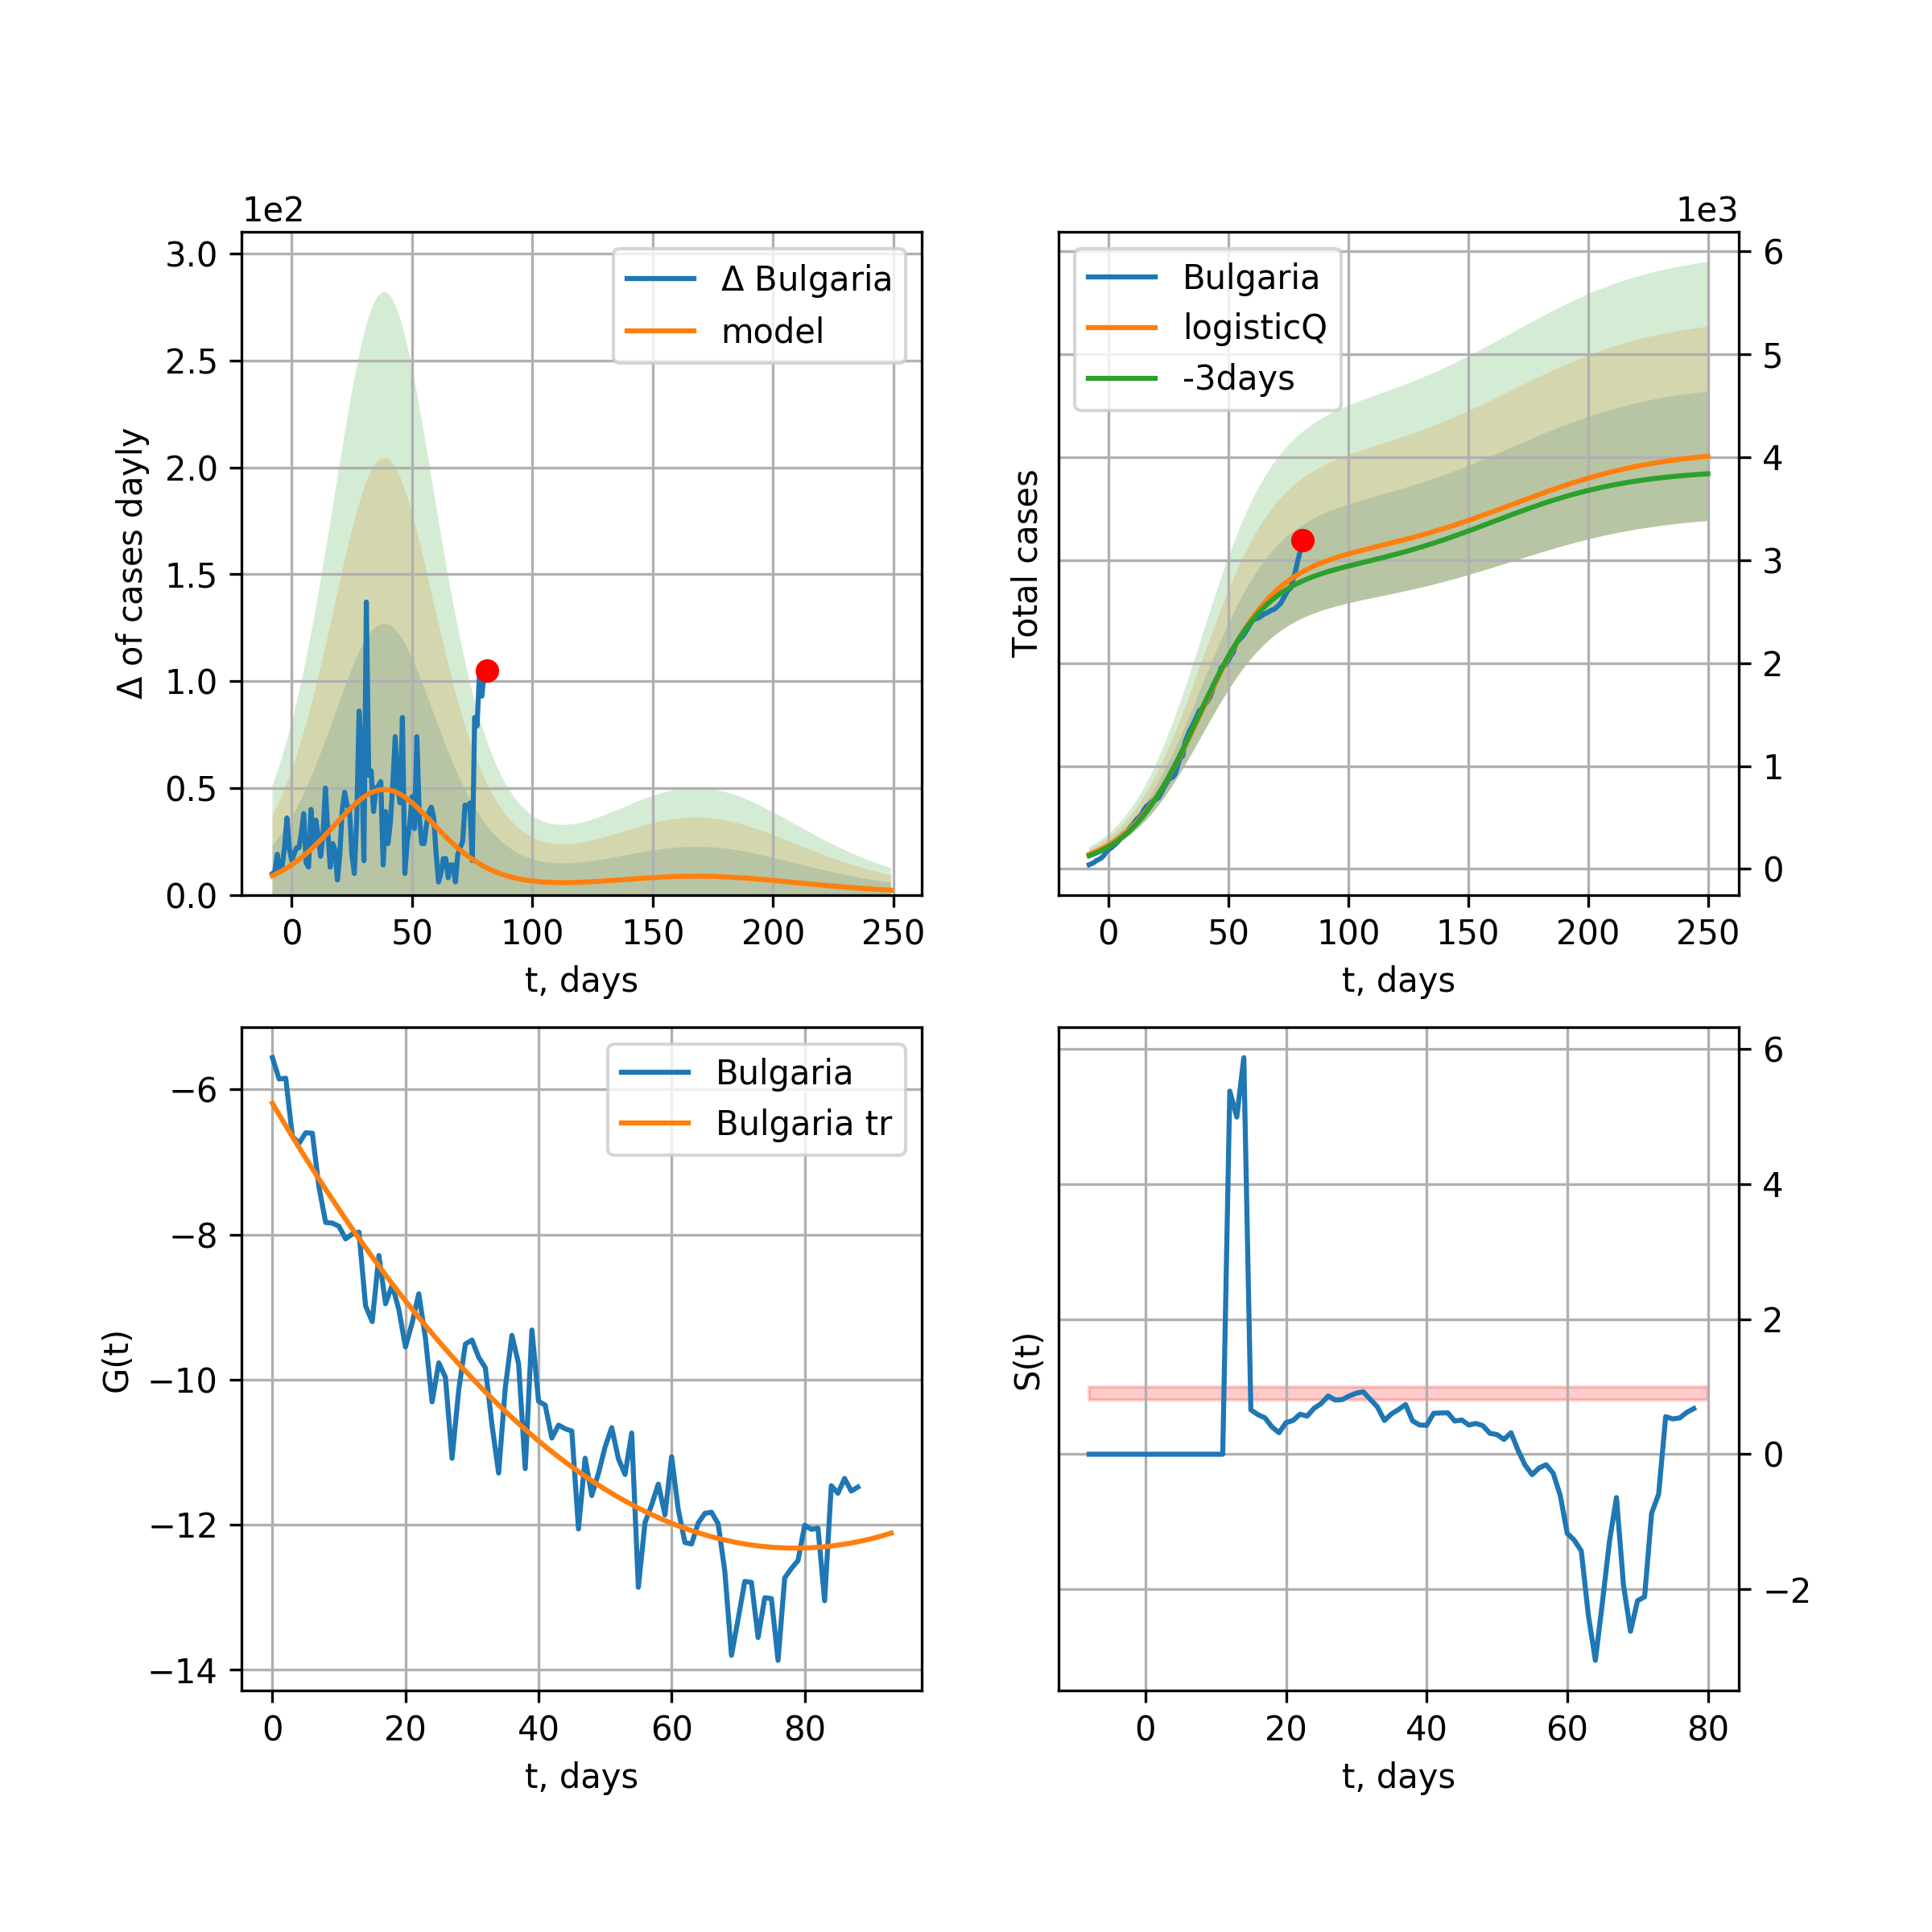 1e2
3.0
2.5
2.0
1.5
1.0
0.5
0.0
Δ of cases dayly
Δ Bulgaria
model
0 50 100 150 200 250
t, days
1e3
6
5
4
3
2
1
0
Total cases
Bulgaria
logisticQ
-3days
0 50 100 150 200 250
t, days
−6
−8
−10
−12
−14
G(t)
Bulgaria
Bulgaria tr
0 20 40 60 80
t, days
6
4
2
0
−2
S(t)
0 20 40 60 80
t, days